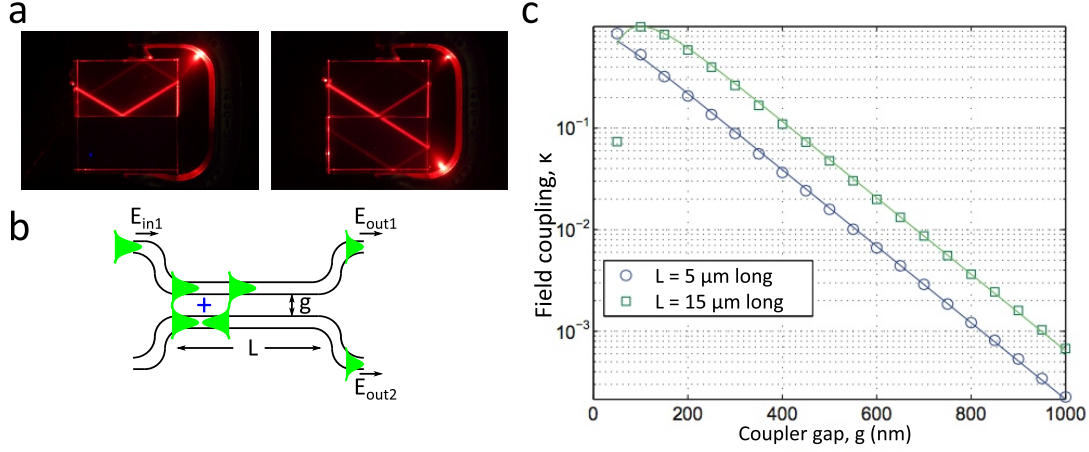 a
b
E_in1
E_out1
+
g
L
E_out2
c
Field coupling, κ
10^-1
10^-2
10^-3
L = 5 μm long
L = 15 μm long
0 200 400 600 800 1000
Coupler gap, g (nm)